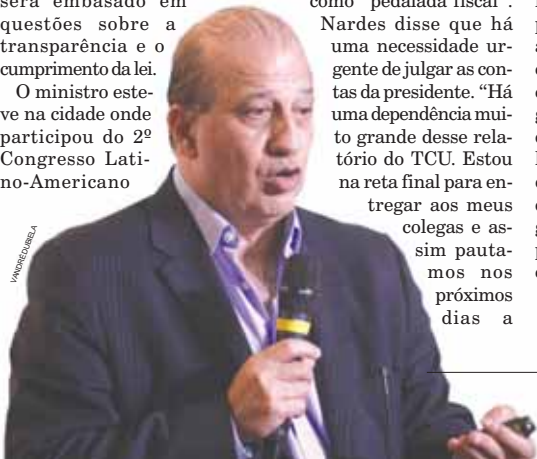 será embasado em
questões sobre a
transparência e o
cumprimento da lei.
O ministro este-
ve na cidade onde
participou do 2º
Congresso Lati-
no-Americano
VANDRÉ DUBIELA
como "pedalada fiscal".
Nardes disse que há
uma necessidade ur-
gente de julgar as con-
tas da presidente. “Há
uma dependência mui-
to grande desse rela-
tório do TCU. Estou
na reta final para en-
tregar aos meus
colegas e as-
sim pauta-
mos nos
próximos
dias a